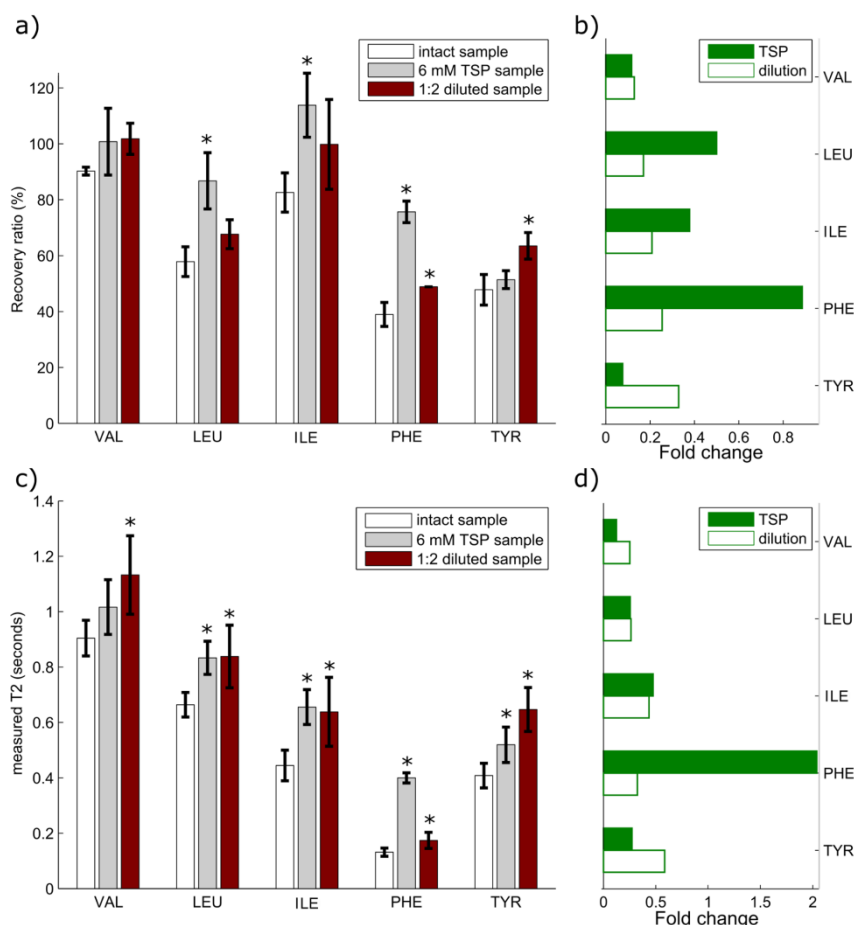 a)
intact sample
6 mM TSP sample
1:2 diluted sample
Recovery ratio (%)
120
100
80
60
40
20
0
* * * * *
VAL LEU ILE PHE TYR
b)
TSP
dilution
VAL
LEU
ILE
PHE
TYR
0 0.2 0.4 0.6 0.8
Fold change
c)
intact sample
6 mM TSP sample
1:2 diluted sample
measured T2 (seconds)
1.4
1.2
1
0.8
0.6
0.4
0.2
0
* * * * * * * * *
VAL LEU ILE PHE TYR
d)
TSP
dilution
VAL
LEU
ILE
PHE
TYR
0 0.5 1 1.5 2
Fold change